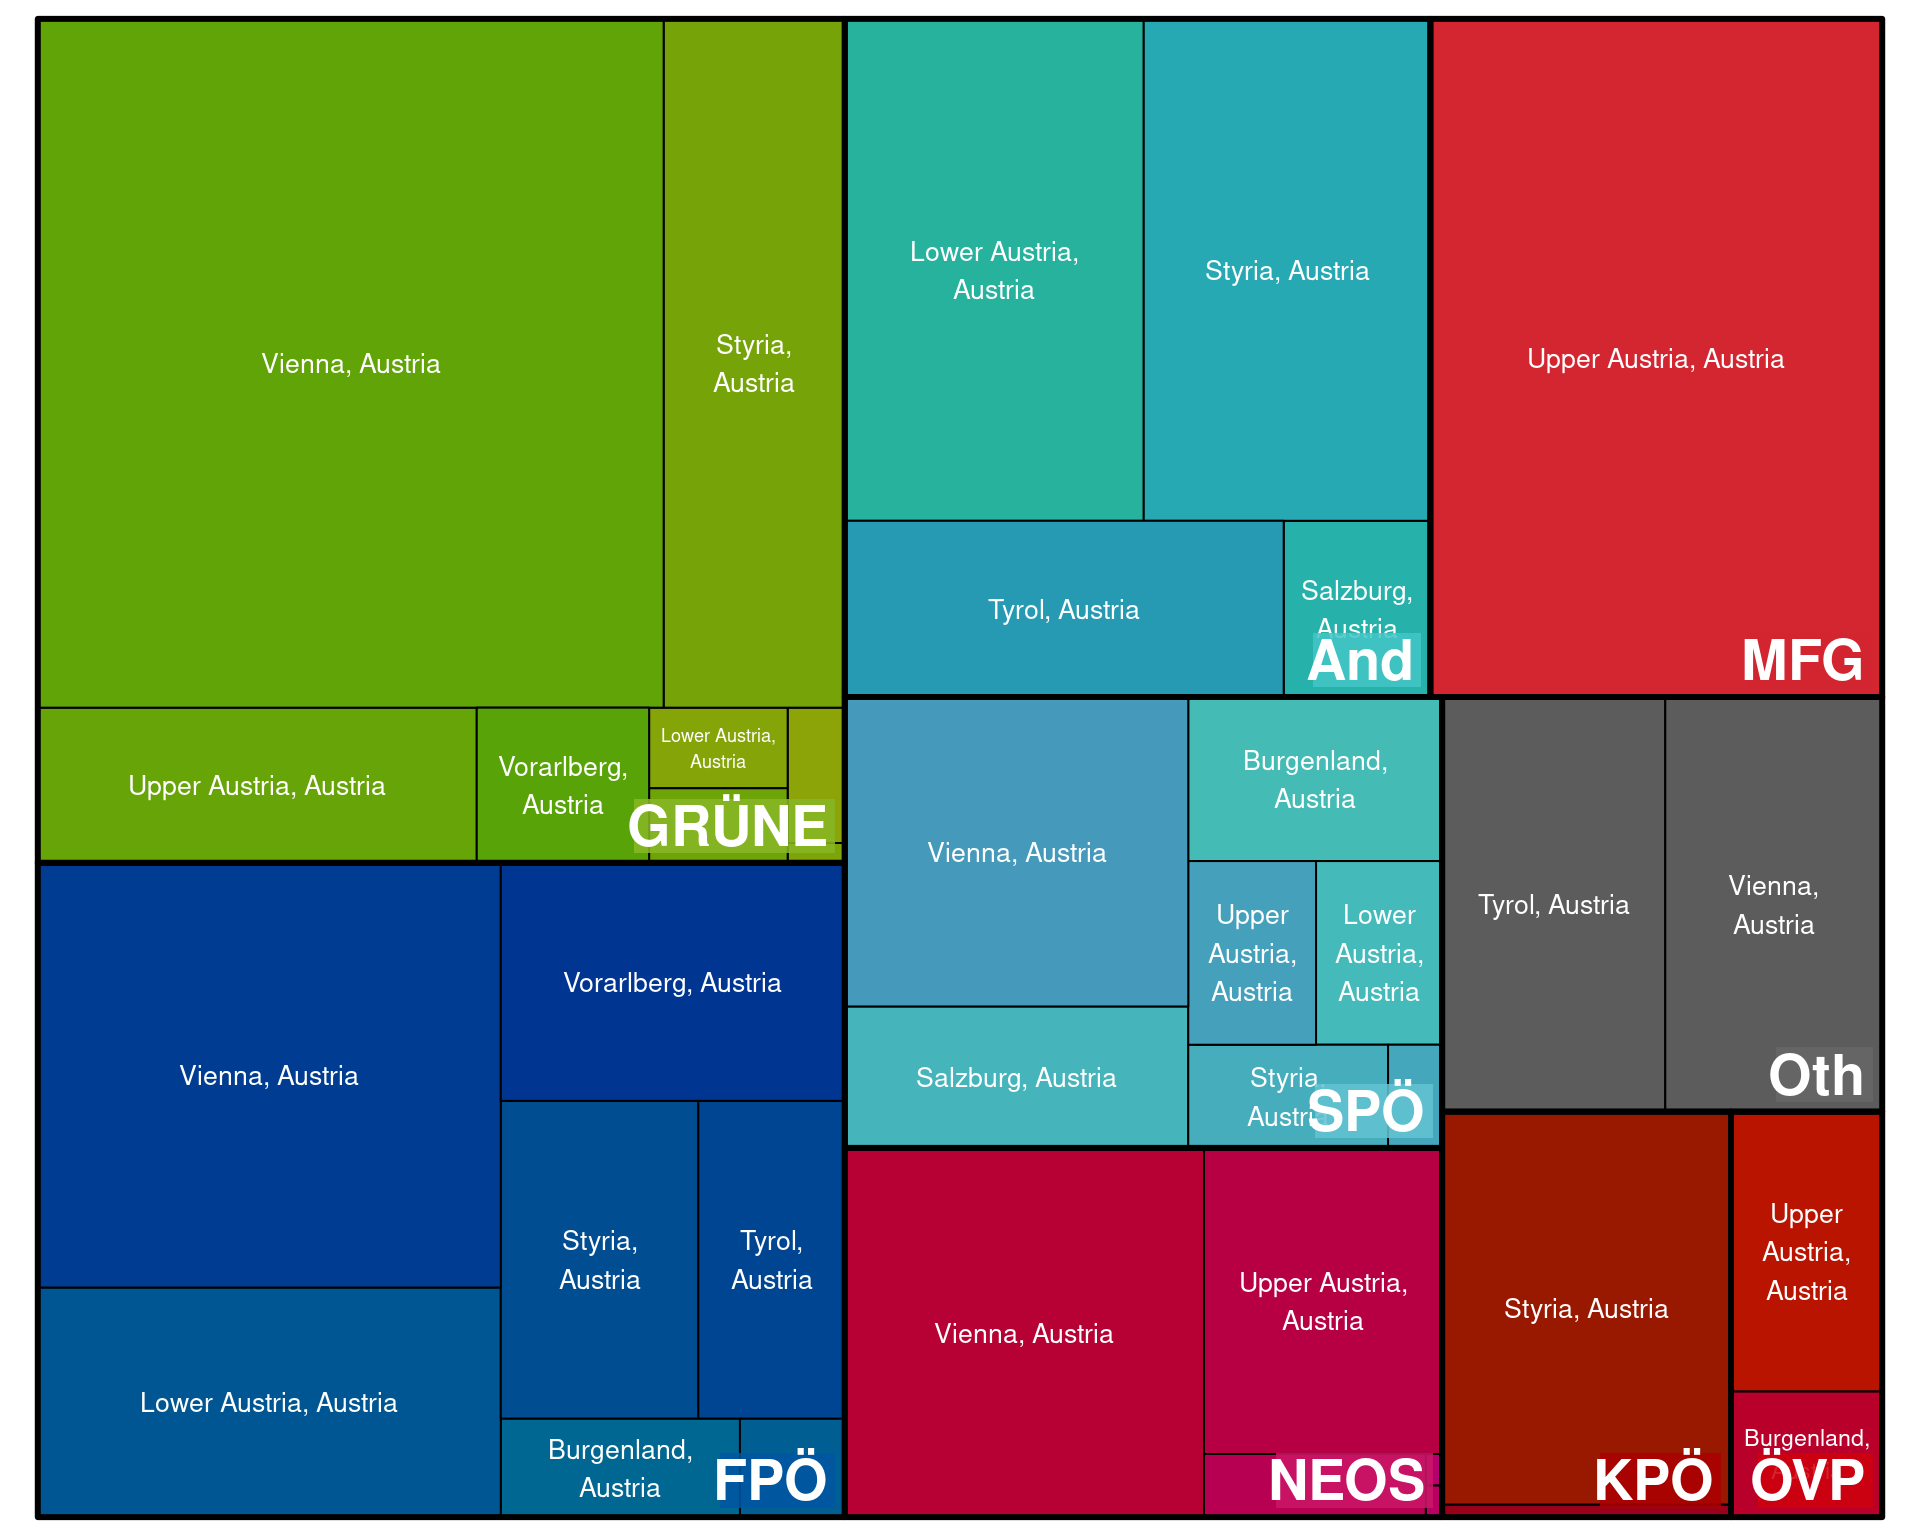 Vienna, Austria
Styria,
Austria
Upper Austria, Austria
Vorarlberg,
Austria
Lower Austria,
Austria
GRÜNE
Lower Austria,
Austria
Styria, Austria
Tyrol, Austria
Salzburg,
Austria
And
Upper Austria, Austria
MFG
Vienna, Austria
Vorarlberg, Austria
Styria,
Austria
Tyrol,
Austria
Lower Austria, Austria
Burgenland,
Austria
FPÖ
Vienna, Austria
Burgenland,
Austria
Upper
Austria,
Austria
Lower
Austria,
Austria
Salzburg, Austria
Styria,
Austria
SPÖ
Tyrol, Austria
Vienna,
Austria
Oth
Vienna, Austria
Upper Austria,
Austria
NEOS
Styria, Austria
KPÖ
Upper
Austria,
Austria
Burgenland,
ÖVP